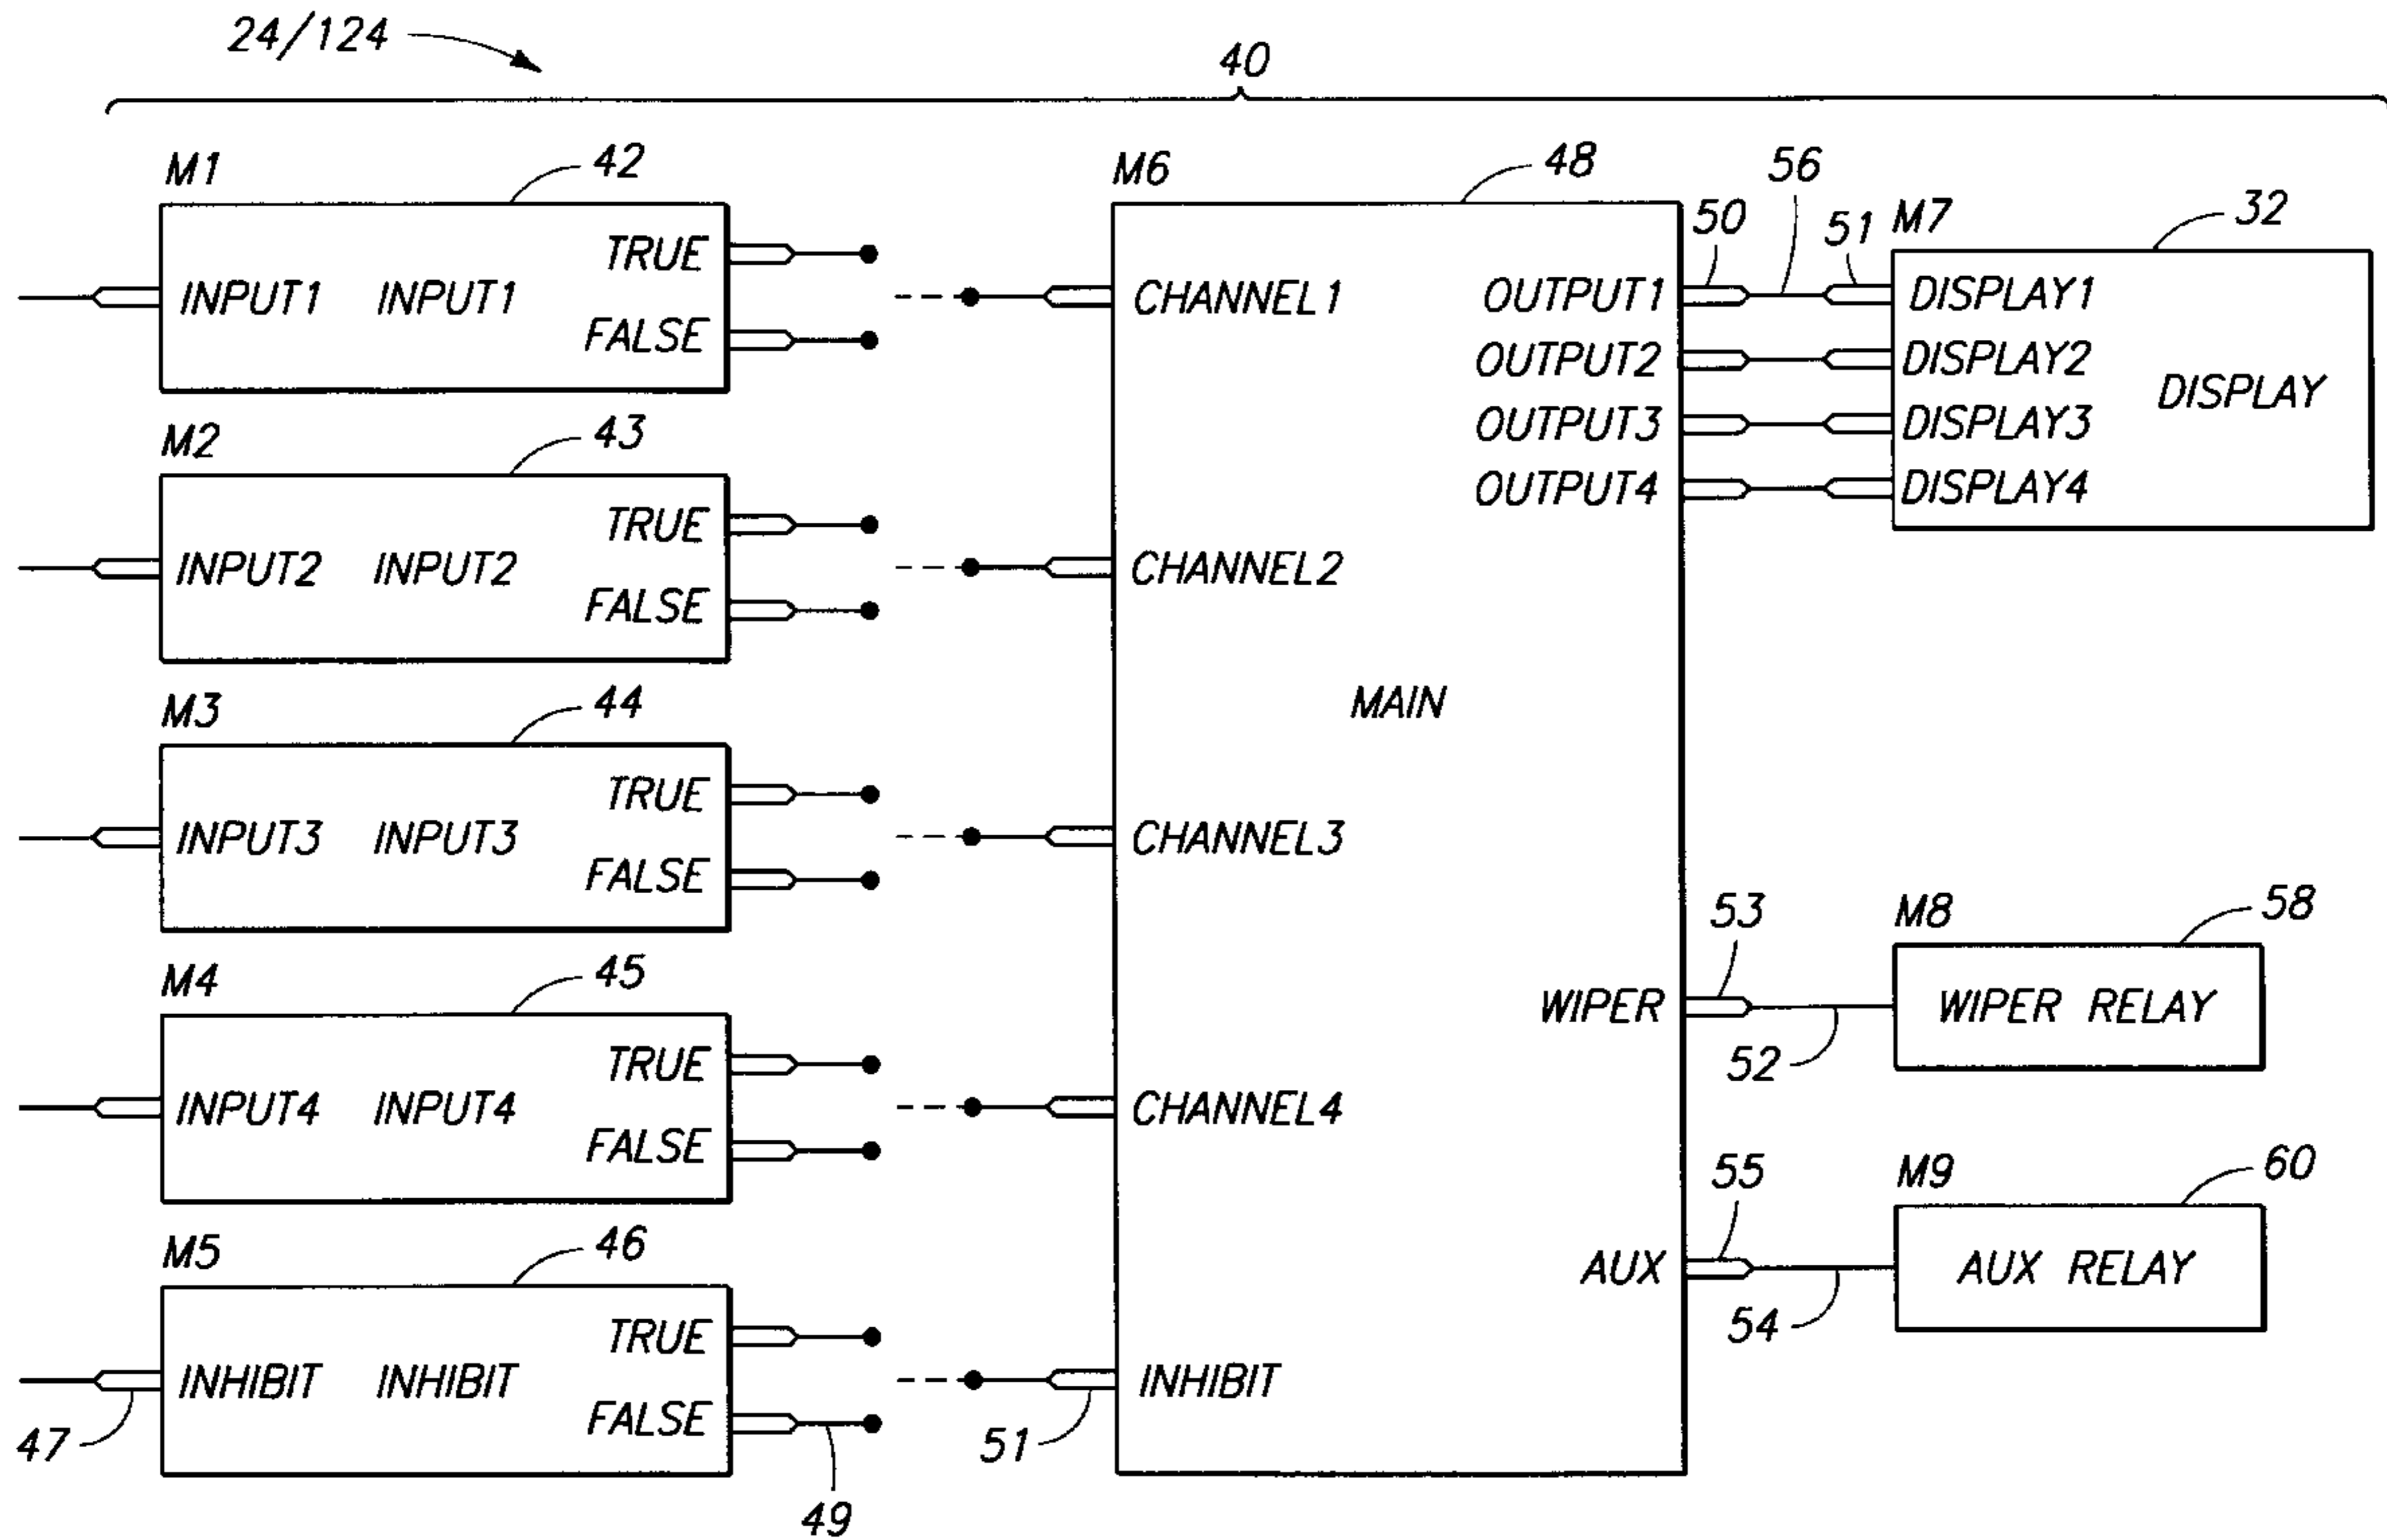 24/124
40
M1
42
INPUT1 INPUT1
TRUE
FALSE
M2
43
INPUT2 INPUT2
TRUE
FALSE
M3
44
INPUT3 INPUT3
TRUE
FALSE
M4
45
INPUT4 INPUT4
TRUE
FALSE
M5
46
INHIBIT INHIBIT
TRUE
FALSE
47
49
M6
48
CHANNEL1
CHANNEL2
CHANNEL3
CHANNEL4
INHIBIT
51
MAIN
OUTPUT1
OUTPUT2
OUTPUT3
OUTPUT4
WIPER
AUX
50
56
51
M7
32
DISPLAY1
DISPLAY2
DISPLAY3
DISPLAY4
DISPLAY
53
52
M8
58
WIPER RELAY
55
54
M9
60
AUX RELAY